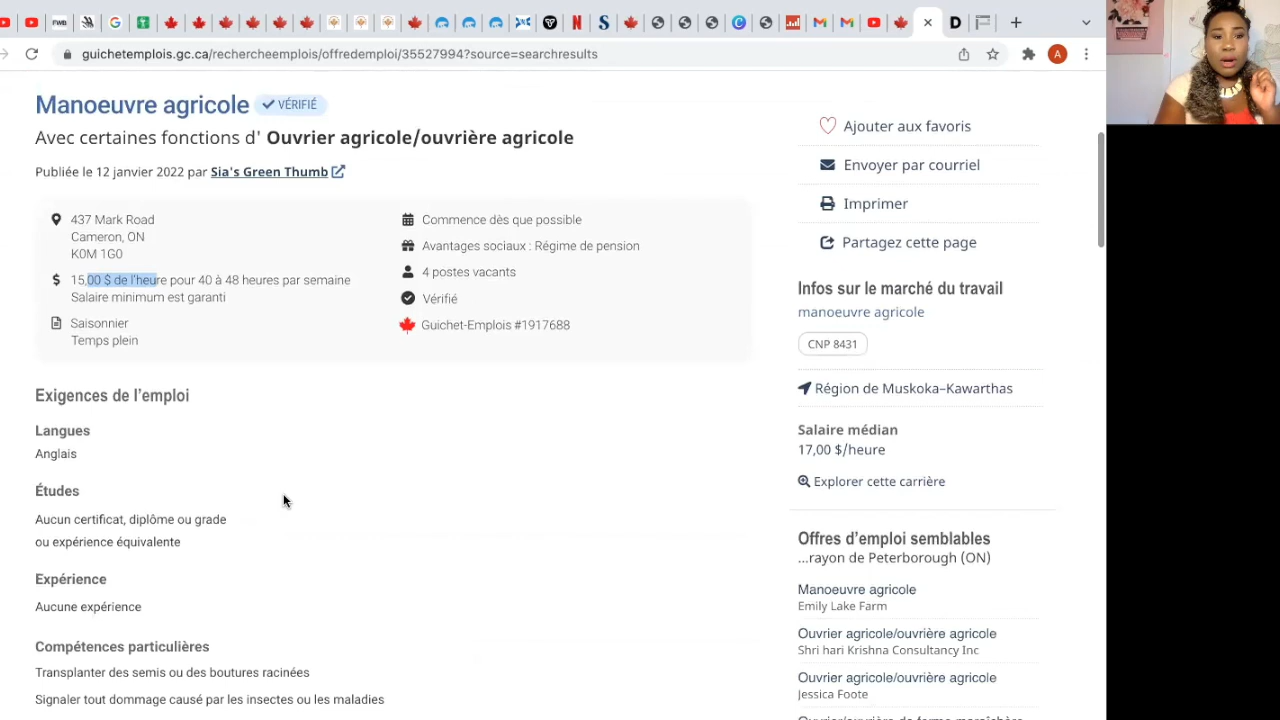 FWB
guichetemplois.gc.ca/rechercheemplois/offredemploi/35527994?source=searchresults
A
Manoeuvre agricole VÉRIFIÉ
Avec certaines fonctions d' Ouvrier agricole/ouvrière agricole
Publiée le 12 janvier 2022 par Sia's Green Thumb
437 Mark Road
Cameron, ON
K0M 1G0
15,00 $ de l'heure pour 40 à 48 heures par semaine
Salaire minimum est garanti
Saisonnier
Temps plein
Commence dès que possible
Avantages sociaux : Régime de pension
4 postes vacants
Vérifié
Guichet-Emplois #1917688
Exigences de l'emploi
Langues
Anglais
Études
Aucun certificat, diplôme ou grade
ou expérience équivalente
Expérience
Aucune expérience
Compétences particulières
Transplanter des semis ou des boutures racinées
Signaler tout dommage causé par les insectes ou les maladies
Ajouter aux favoris
Envoyer par courriel
Imprimer
Partagez cette page
Infos sur le marché du travail
manoeuvre agricole
CNP 8431
Région de Muskoka–Kawarthas
Salaire médian
17,00 $/heure
Explorer cette carrière
Offres d'emploi semblables
...rayon de Peterborough (ON)
Manoeuvre agricole
Emily Lake Farm
Ouvrier agricole/ouvrière agricole
Shri hari Krishna Consultancy Inc
Ouvrier agricole/ouvrière agricole
Jessica Foote